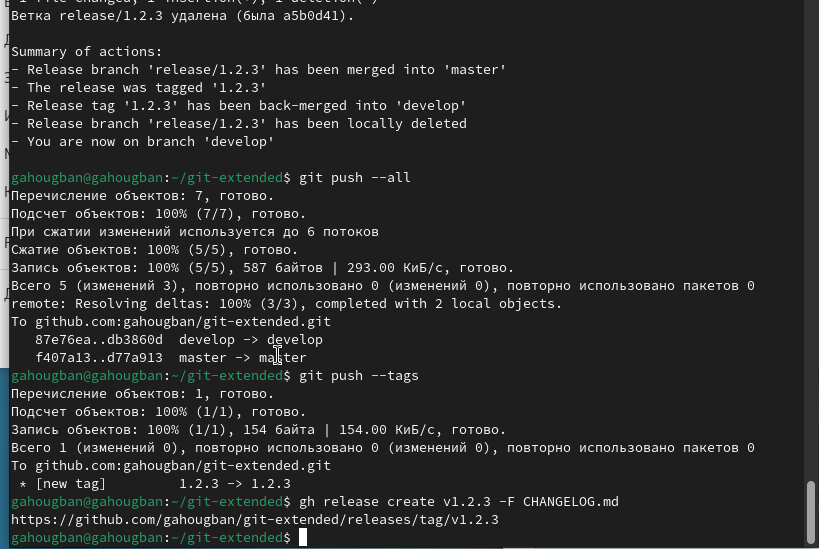 Ветка release/1.2.3 удалена (была a5b0d41).
Summary of actions:
- Release branch 'release/1.2.3' has been merged into 'master'
- The release was tagged '1.2.3'
- Release tag '1.2.3' has been back-merged into 'develop'
- Release branch 'release/1.2.3' has been locally deleted
- You are now on branch 'develop'
gahougban@gahougban:~/git-extended$ git push --all
Перечисление объектов: 7, готово.
Подсчет объектов: 100% (7/7), готово.
При сжатии изменений используется до 6 потоков
Сжатие объектов: 100% (5/5), готово.
Запись объектов: 100% (5/5), 587 байтов | 293.00 КиБ/с, готово.
Всего 5 (изменений 3), повторно использовано 0 (изменений 0), повторно использовано пакетов 0
remote: Resolving deltas: 100% (3/3), completed with 2 local objects.
To github.com:gahougban/git-extended.git
87e76ea..db3860d  develop -> develop
f407a13..d77a913  master -> master
gahougban@gahougban:~/git-extended$ git push --tags
Перечисление объектов: 1, готово.
Подсчет объектов: 100% (1/1), готово.
Запись объектов: 100% (1/1), 154 байта | 154.00 КиБ/с, готово.
Всего 1 (изменений 0), повторно использовано 0 (изменений 0), повторно использовано пакетов 0
To github.com:gahougban/git-extended.git
* [new tag]         1.2.3 -> 1.2.3
gahougban@gahougban:~/git-extended$ gh release create v1.2.3 -F CHANGELOG.md
https://github.com/gahougban/git-extended/releases/tag/v1.2.3
gahougban@gahougban:~/git-extended$